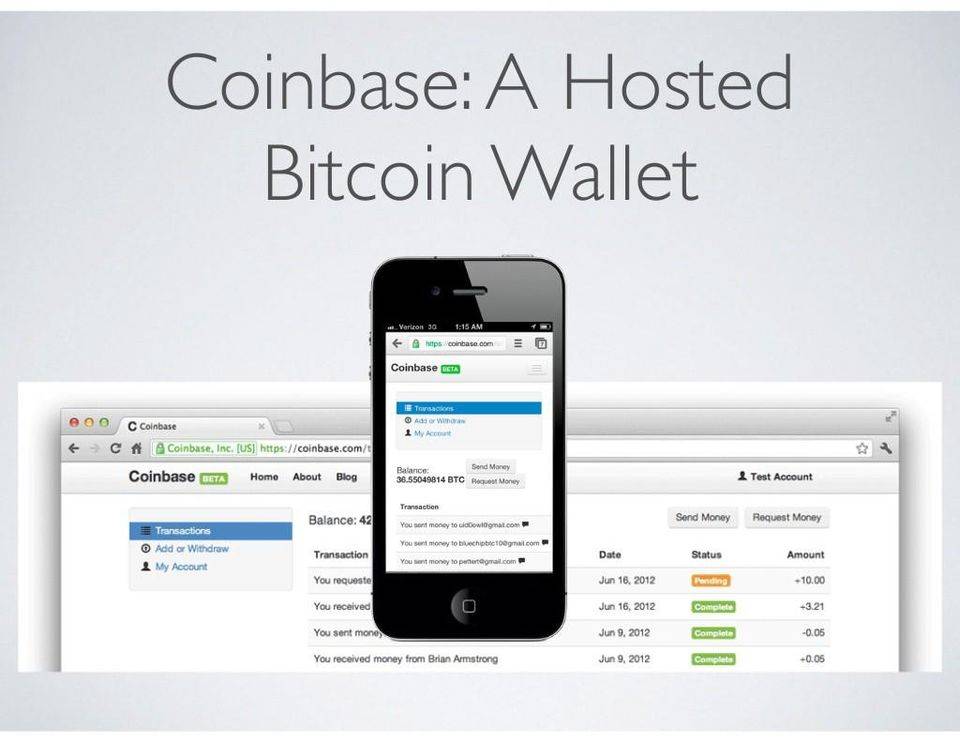 Coinbase: A Hosted
Bitcoin Wallet
Verizon 3G 1:15 AM
https://coinbase.com
Coinbase BETA
Transactions
Add or Withdraw
My Account
Balance:
36.55049814 BTC
Send Money
Request Money
Transaction
You sent money to
You sent money to bluechipbtc10@gmail.com
You sent money to pettert@gmail.com
Coinbase
Coinbase, Inc. [US] https://coinbase.com/t
Coinbase BETA Home About Blog Test Account
Transactions
Add or Withdraw
My Account
Balance: 42 Send Money Request Money
Transaction Date Status Amount
You requeste Jun 16, 2012 Pending +10.00
You received Jun 16, 2012 Complete +3.21
You sent money Jun 9, 2012 Complete -0.05
You received money from Brian Armstrong Jun 9, 2012 Complete +0.05